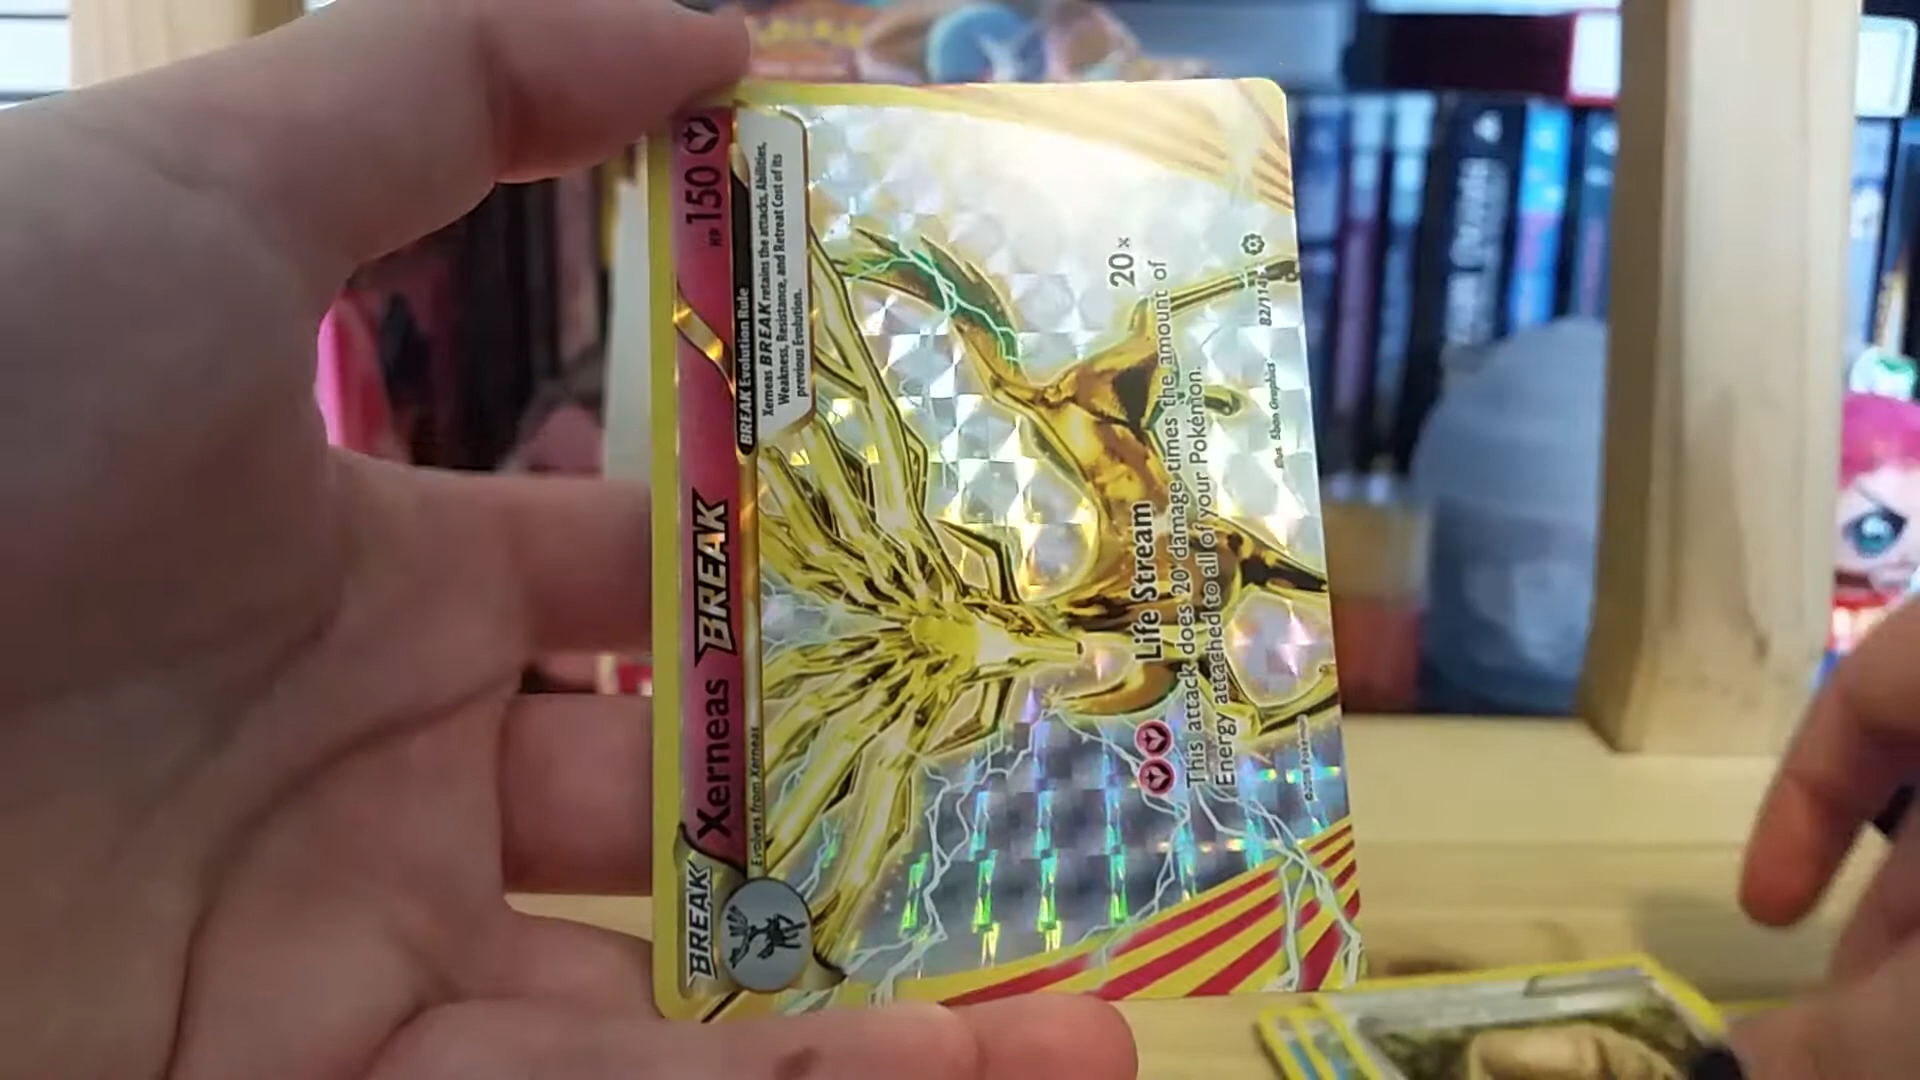 BREAK
Xerneas BREAK
HP 150
Evolves from Xerneas
BREAK Evolution Rule
Xerneas BREAK retains the attacks, Abilities,
Weakness, Resistance, and Retreat Cost of its
previous Evolution.
Life Stream 20×
This attack does 20 damage times the amount of
Energy attached to all of your Pokémon.
Illus. 5ban Graphics
82/114